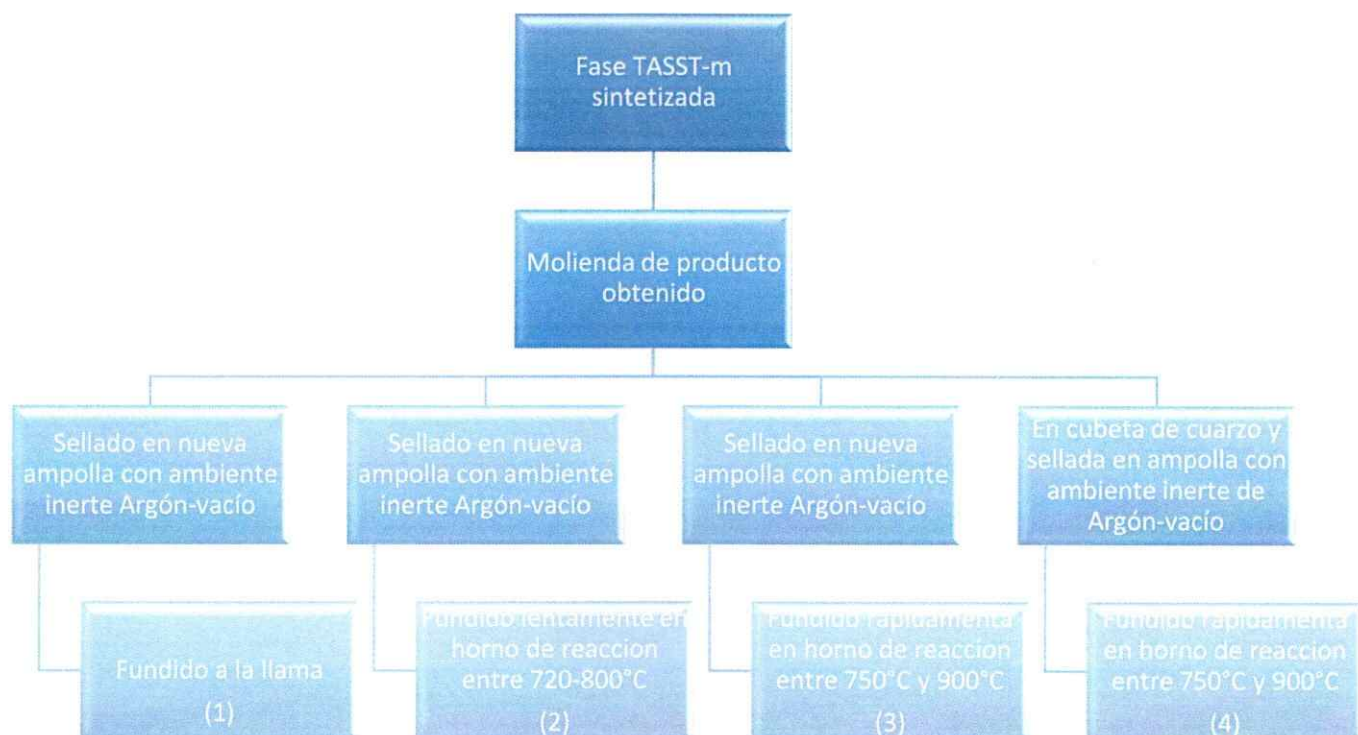 Fase TASST-m
sintetizada
Molienda de producto
obtenido
Sellado en nueva
ampolla con ambiente
inerte Argón-vacío
Sellado en nueva
ampolla con ambiente
inerte Argón-vacío
Sellado en nueva
ampolla con ambiente
inerte Argón-vacío
En cubeta de cuarzo y
sellada en ampolla con
ambiente inerte de
Argón-vacío
Fundido a la llama
(1)
Fundido lentamente en
horno de reaccion
entre 720-800°C
(2)
Fundido rapidamenta
en horno de reaccion
entre 750°C y 900°C
(3)
Fundido rapidamenta
en horno de reaccion
entre 750°C y 900°C
(4)